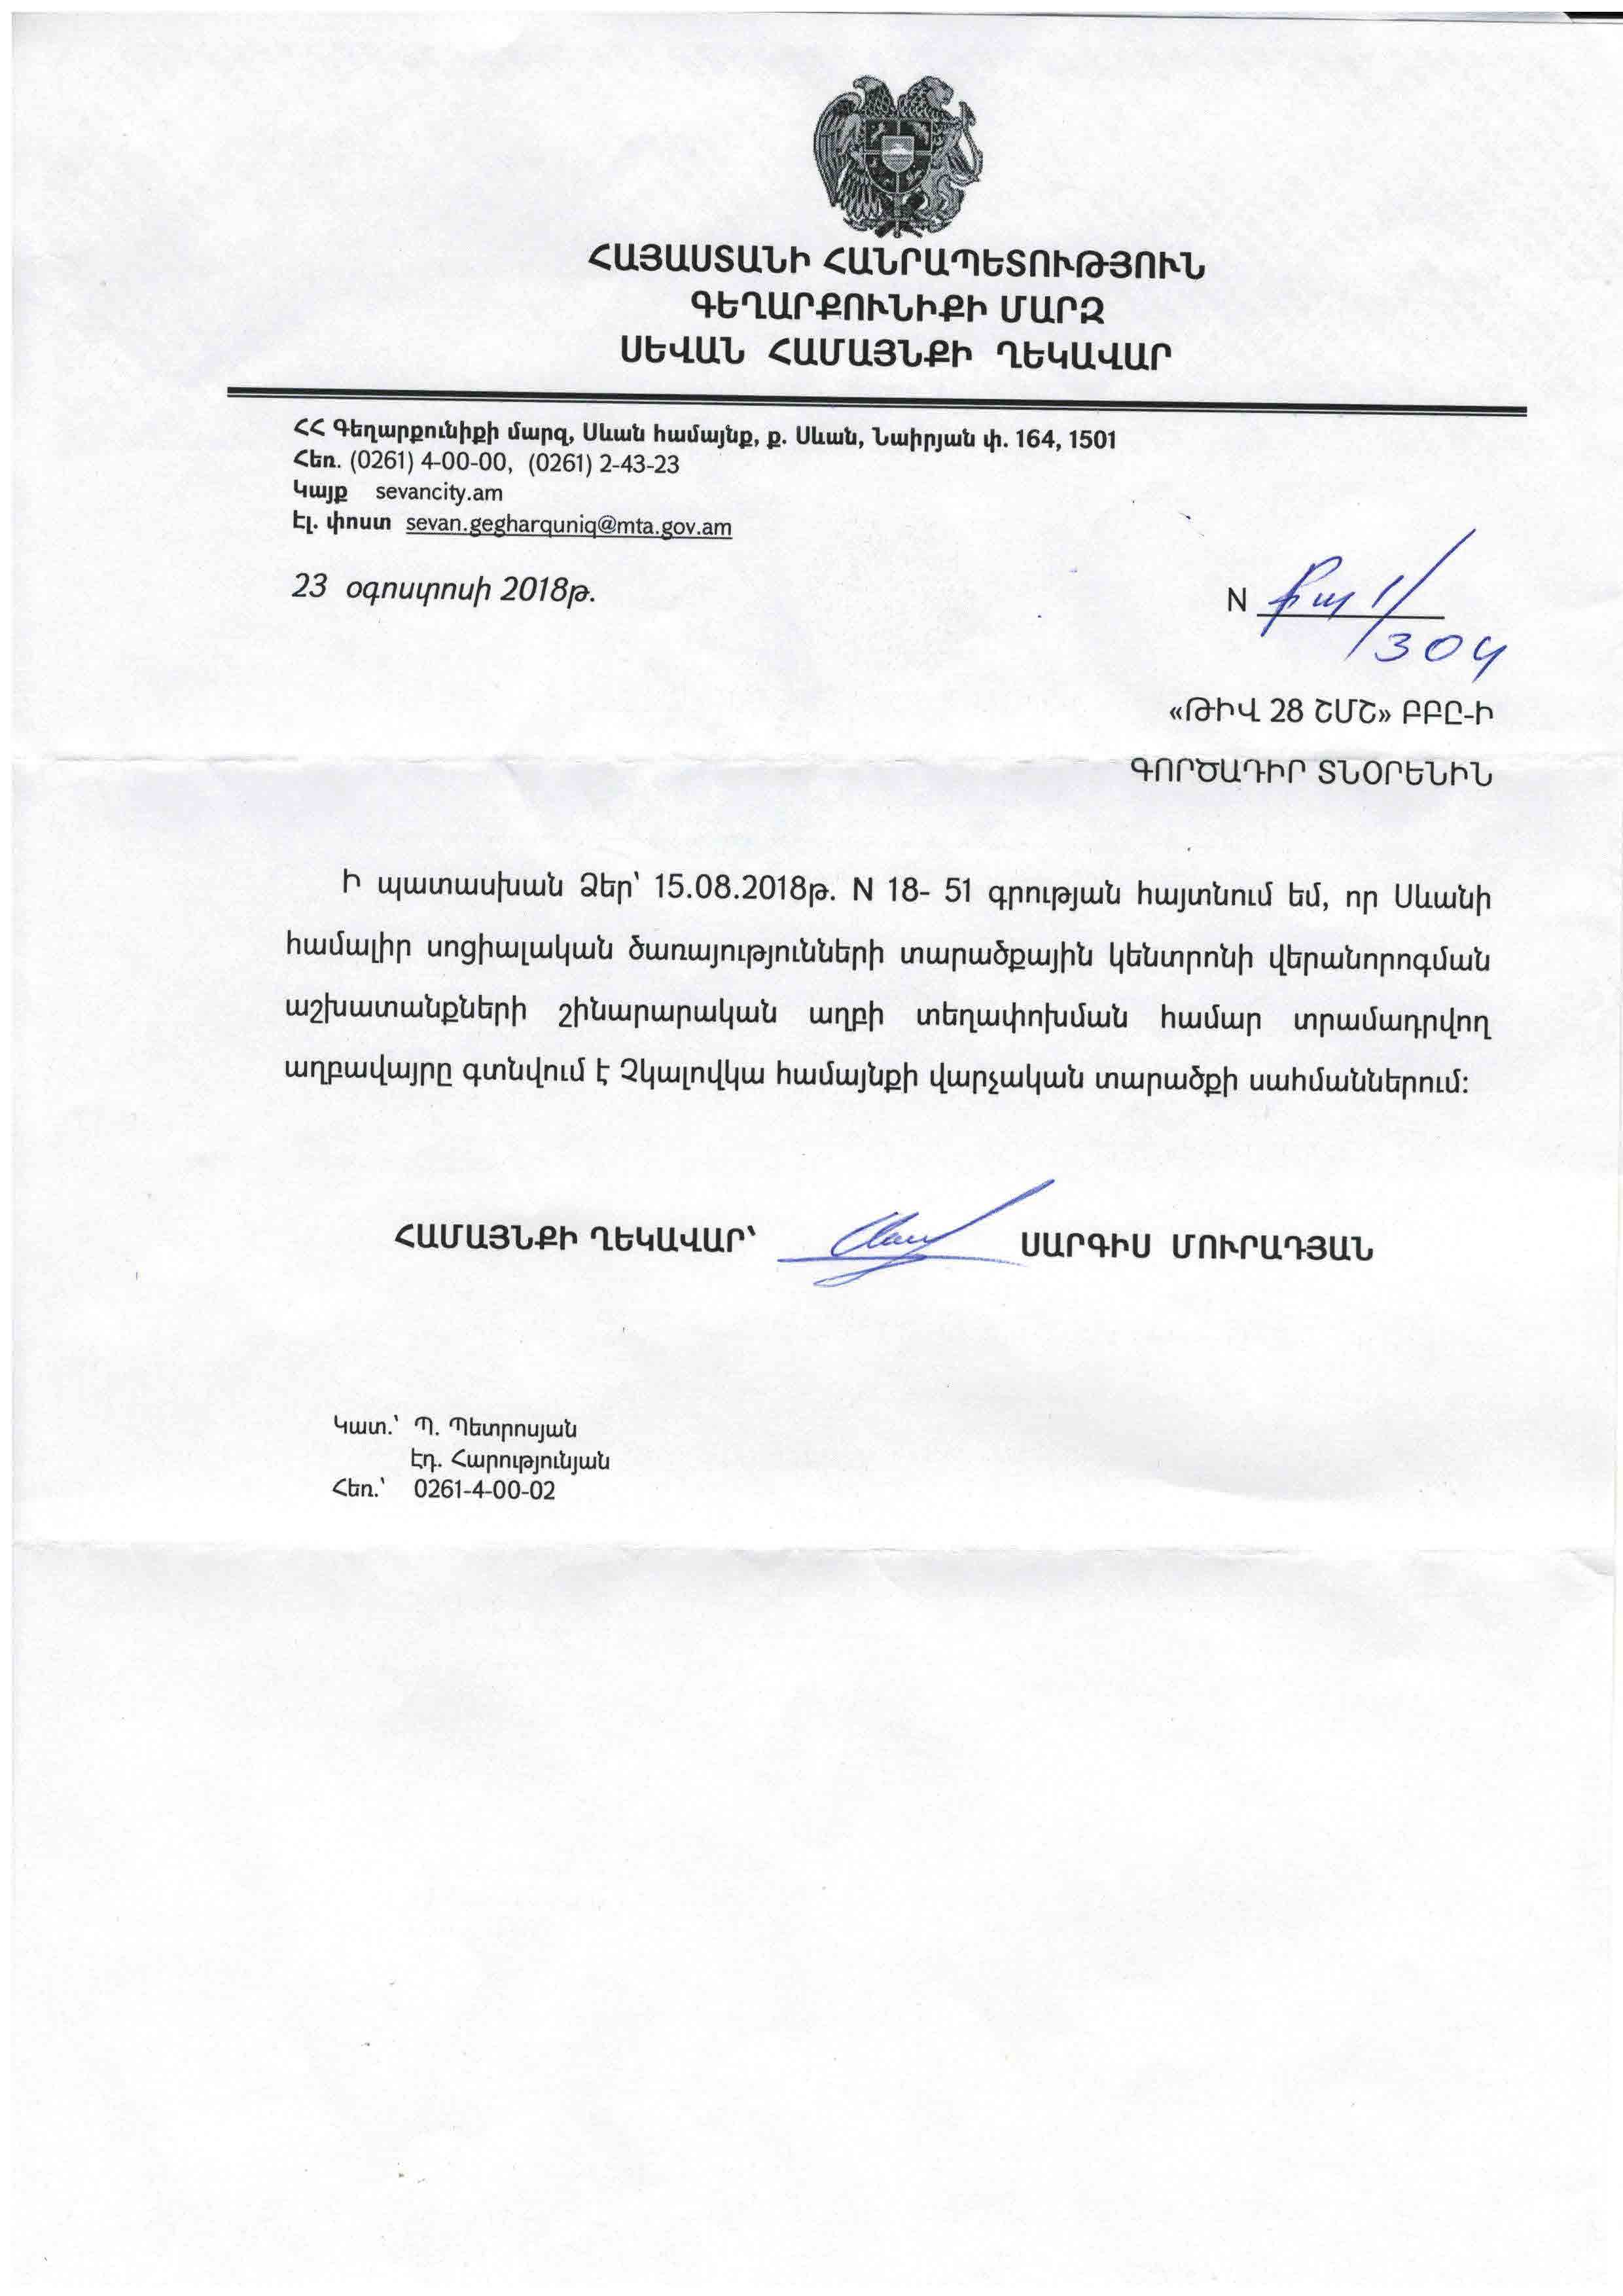 ՀԱՅԱՍՏԱՆԻ ՀԱՆՐԱՊԵՏՈՒԹՅՈՒՆ
ԳԵՂԱՐՔՈՒՆԻՔԻ ՄԱՐԶ
ՍԵՎԱՆ ՀԱՄԱՅՆՔԻ ՂԵԿԱՎԱՐ
ՀՀ Գեղարքունիքի մարզ, Սևան համայնք, ք. Սևան, Նաիրյան փ. 164, 1501
Հեռ. (0261) 4-00-00, (0261) 2-43-23
Կայք sevancity.am
Էլ. փոստ sevan.gegharquniq@mta.gov.am
23 օգոստոսի 2018թ.
N 1/304
«ԹԻՎ 28 ՇՄՇ» ԲԲԸ-Ի
ԳՈՐԾԱԴԻՐ ՏՆՕՐԵՆԻՆ
Ի պատասխան Ձեր՝ 15.08.2018թ. N 18- 51 գրության հայտնում եմ, որ Սևանի
համալիր սոցիալական ծառայությունների տարածքային կենտրոնի վերանորոգման
աշխատանքների շինարարական աղբի տեղափոխման համար տրամադրվող
աղբավայրը գտնվում է Չկալովկա համայնքի վարչական տարածքի սահմաններում:
ՀԱՄԱՅՆՔԻ ՂԵԿԱՎԱՐ՝ ՍԱՐԳԻՍ ՄՈՒՐԱԴՅԱՆ
Կատ.՝ Պ. Պետրոսյան
Էդ. Հարությունյան
Հեռ.՝ 0261-4-00-02